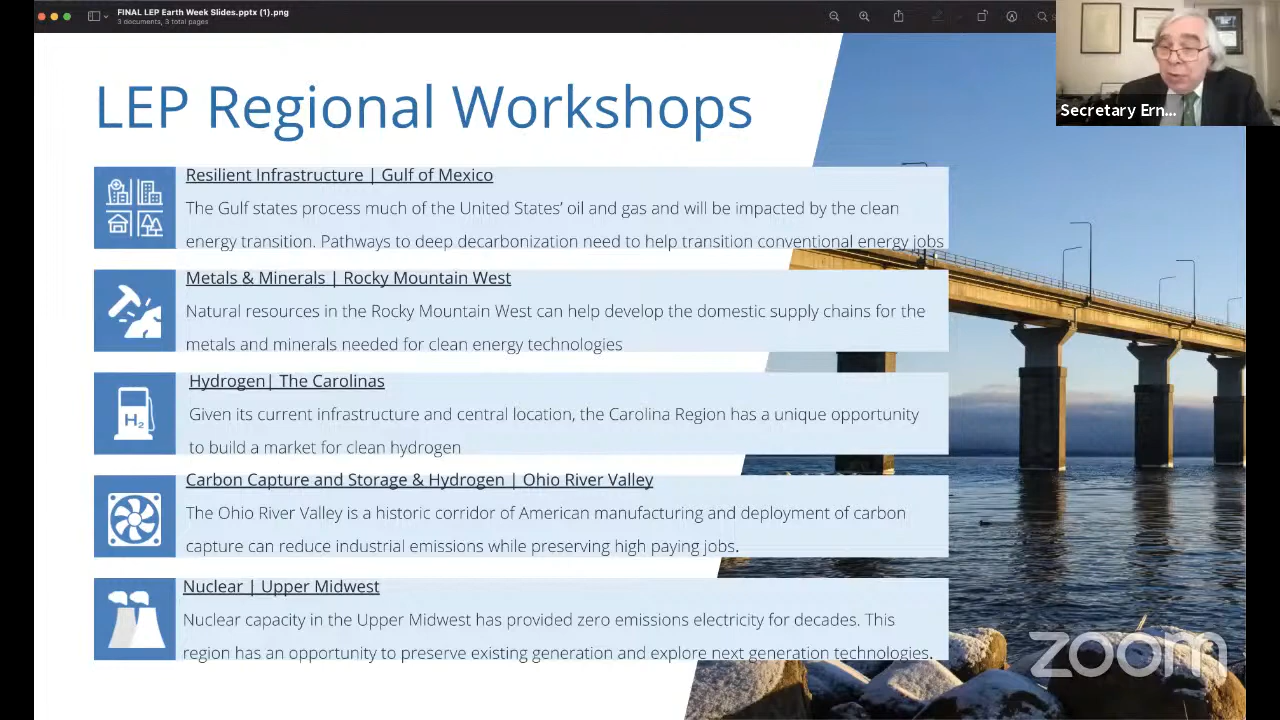 FINAL LEP Earth Week Slides.pptx (1).png
3 documents, 3 total pages
Secretary Ern...
LEP Regional Workshops
Resilient Infrastructure | Gulf of Mexico
The Gulf states process much of the United States’ oil and gas and will be impacted by the clean
energy transition. Pathways to deep decarbonization need to help transition conventional energy jobs
Metals & Minerals | Rocky Mountain West
Natural resources in the Rocky Mountain West can help develop the domestic supply chains for the
metals and minerals needed for clean energy technologies
H₂
Hydrogen| The Carolinas
Given its current infrastructure and central location, the Carolina Region has a unique opportunity
to build a market for clean hydrogen
Carbon Capture and Storage & Hydrogen | Ohio River Valley
The Ohio River Valley is a historic corridor of American manufacturing and deployment of carbon
capture can reduce industrial emissions while preserving high paying jobs.
Nuclear | Upper Midwest
Nuclear capacity in the Upper Midwest has provided zero emissions electricity for decades. This
region has an opportunity to preserve existing generation and explore next generation technologies.
zoom